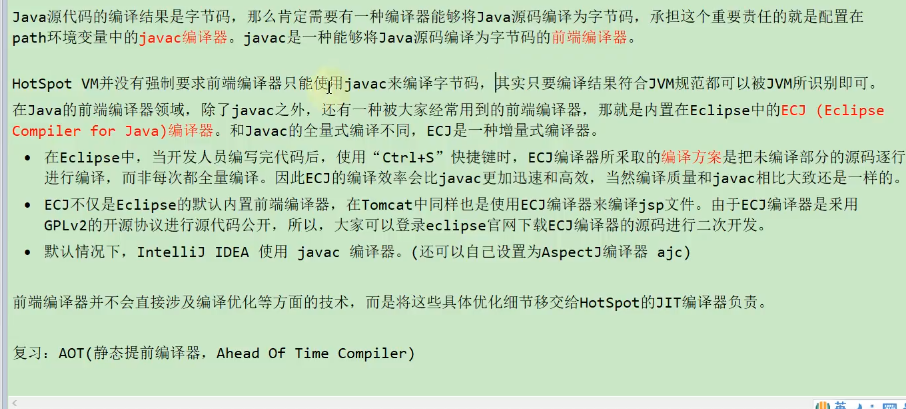 Java源代码的编译结果是字节码，那么肯定需要有一种编译器能够将Java源码编译为字节码，承担这个重要责任的就是配置在
path环境变量中的javac编译器。javac是一种能够将Java源码编译为字节码的前端编译器。
HotSpot VM并没有强制要求前端编译器只能使用javac来编译字节码，其实只要编译结果符合JVM规范都可以被JVM所识别即可。
在Java的前端编译器领域，除了javac之外，还有一种被大家经常用到的前端编译器，那就是内置在Eclipse中的ECJ (Eclipse
Compiler for Java)编译器。和Javac的全量式编译不同，ECJ是一种增量式编译器。
• 在Eclipse中，当开发人员编写完代码后，使用“Ctrl+S”快捷键时，ECJ编译器所采取的编译方案是把未编译部分的源码逐行
进行编译，而非每次都全量编译。因此ECJ的编译效率会比javac更加迅速和高效，当然编译质量和javac相比大致还是一样的。
• ECJ不仅是Eclipse的默认内置前端编译器，在Tomcat中同样也是使用ECJ编译器来编译jsp文件。由于ECJ编译器是采用
GPLv2的开源协议进行源代码公开，所以，大家可以登录eclipse官网下载ECJ编译器的源码进行二次开发。
• 默认情况下，IntelliJ IDEA 使用 javac 编译器。(还可以自己设置为AspectJ编译器 ajc)
前端编译器并不会直接涉及编译优化等方面的技术，而是将这些具体优化细节移交给HotSpot的JIT编译器负责。
复习：AOT(静态提前编译器，Ahead Of Time Compiler)